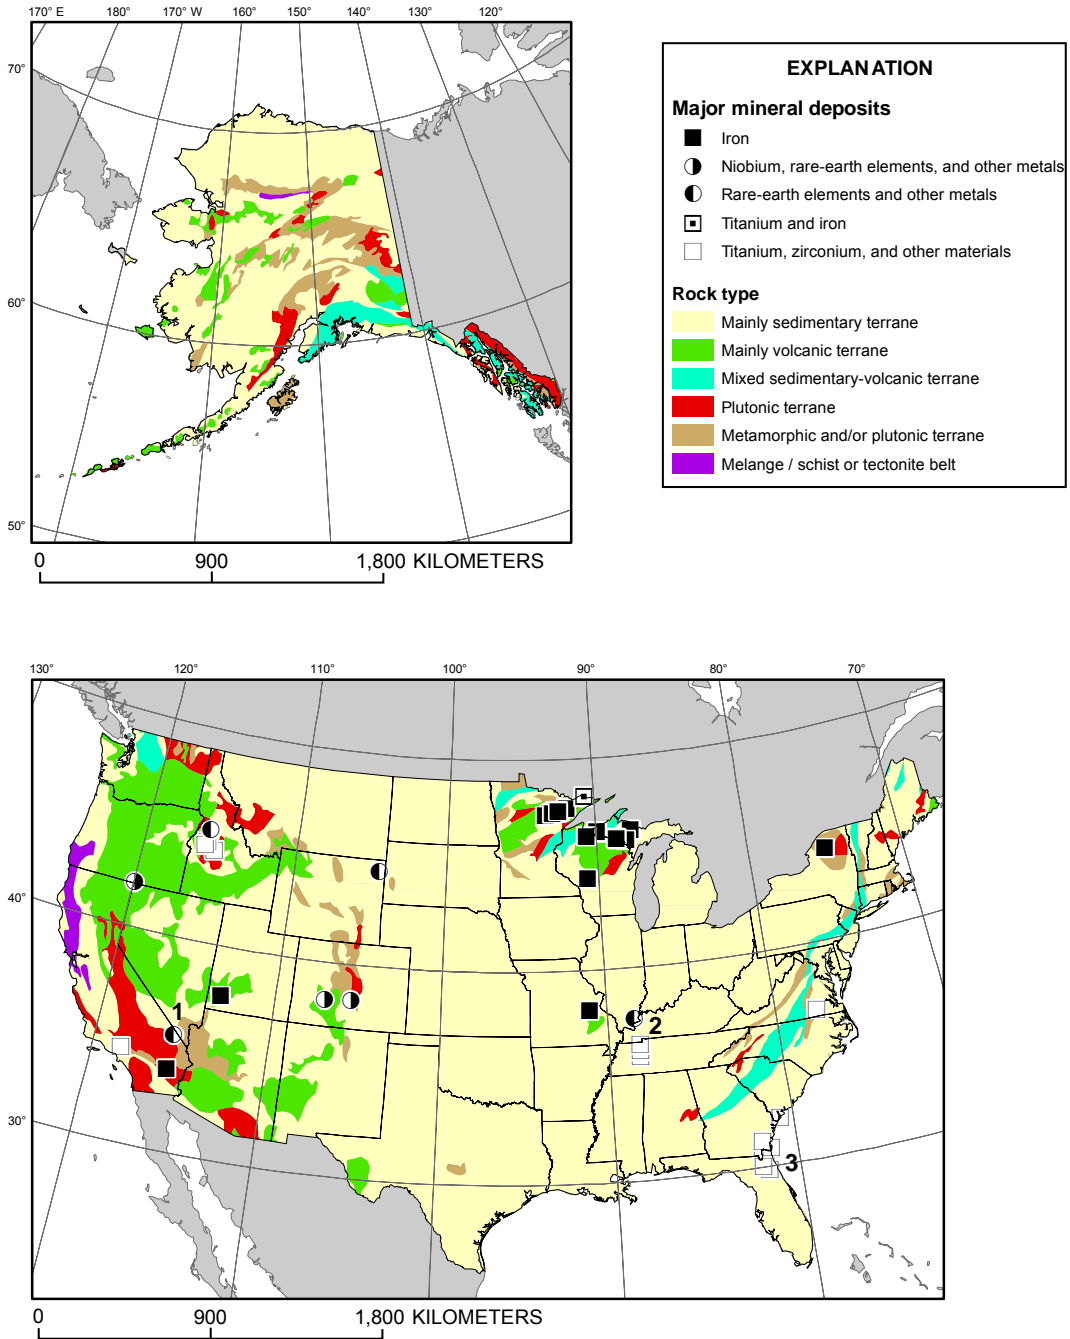 170° E 180° 170° W 160° 150° 140° 130° 120°
70°
60°
50°
0 900 1,800 KILOMETERS
EXPLANATION
Major mineral deposits
Iron
Niobium, rare-earth elements, and other metals
Rare-earth elements and other metals
Titanium and iron
Titanium, zirconium, and other materials
Rock type
Mainly sedimentary terrane
Mainly volcanic terrane
Mixed sedimentary-volcanic terrane
Plutonic terrane
Metamorphic and/or plutonic terrane
Melange / schist or tectonite belt
130° 120° 110° 100° 90° 80° 70°
40°
30°
1
2
3
0 900 1,800 KILOMETERS